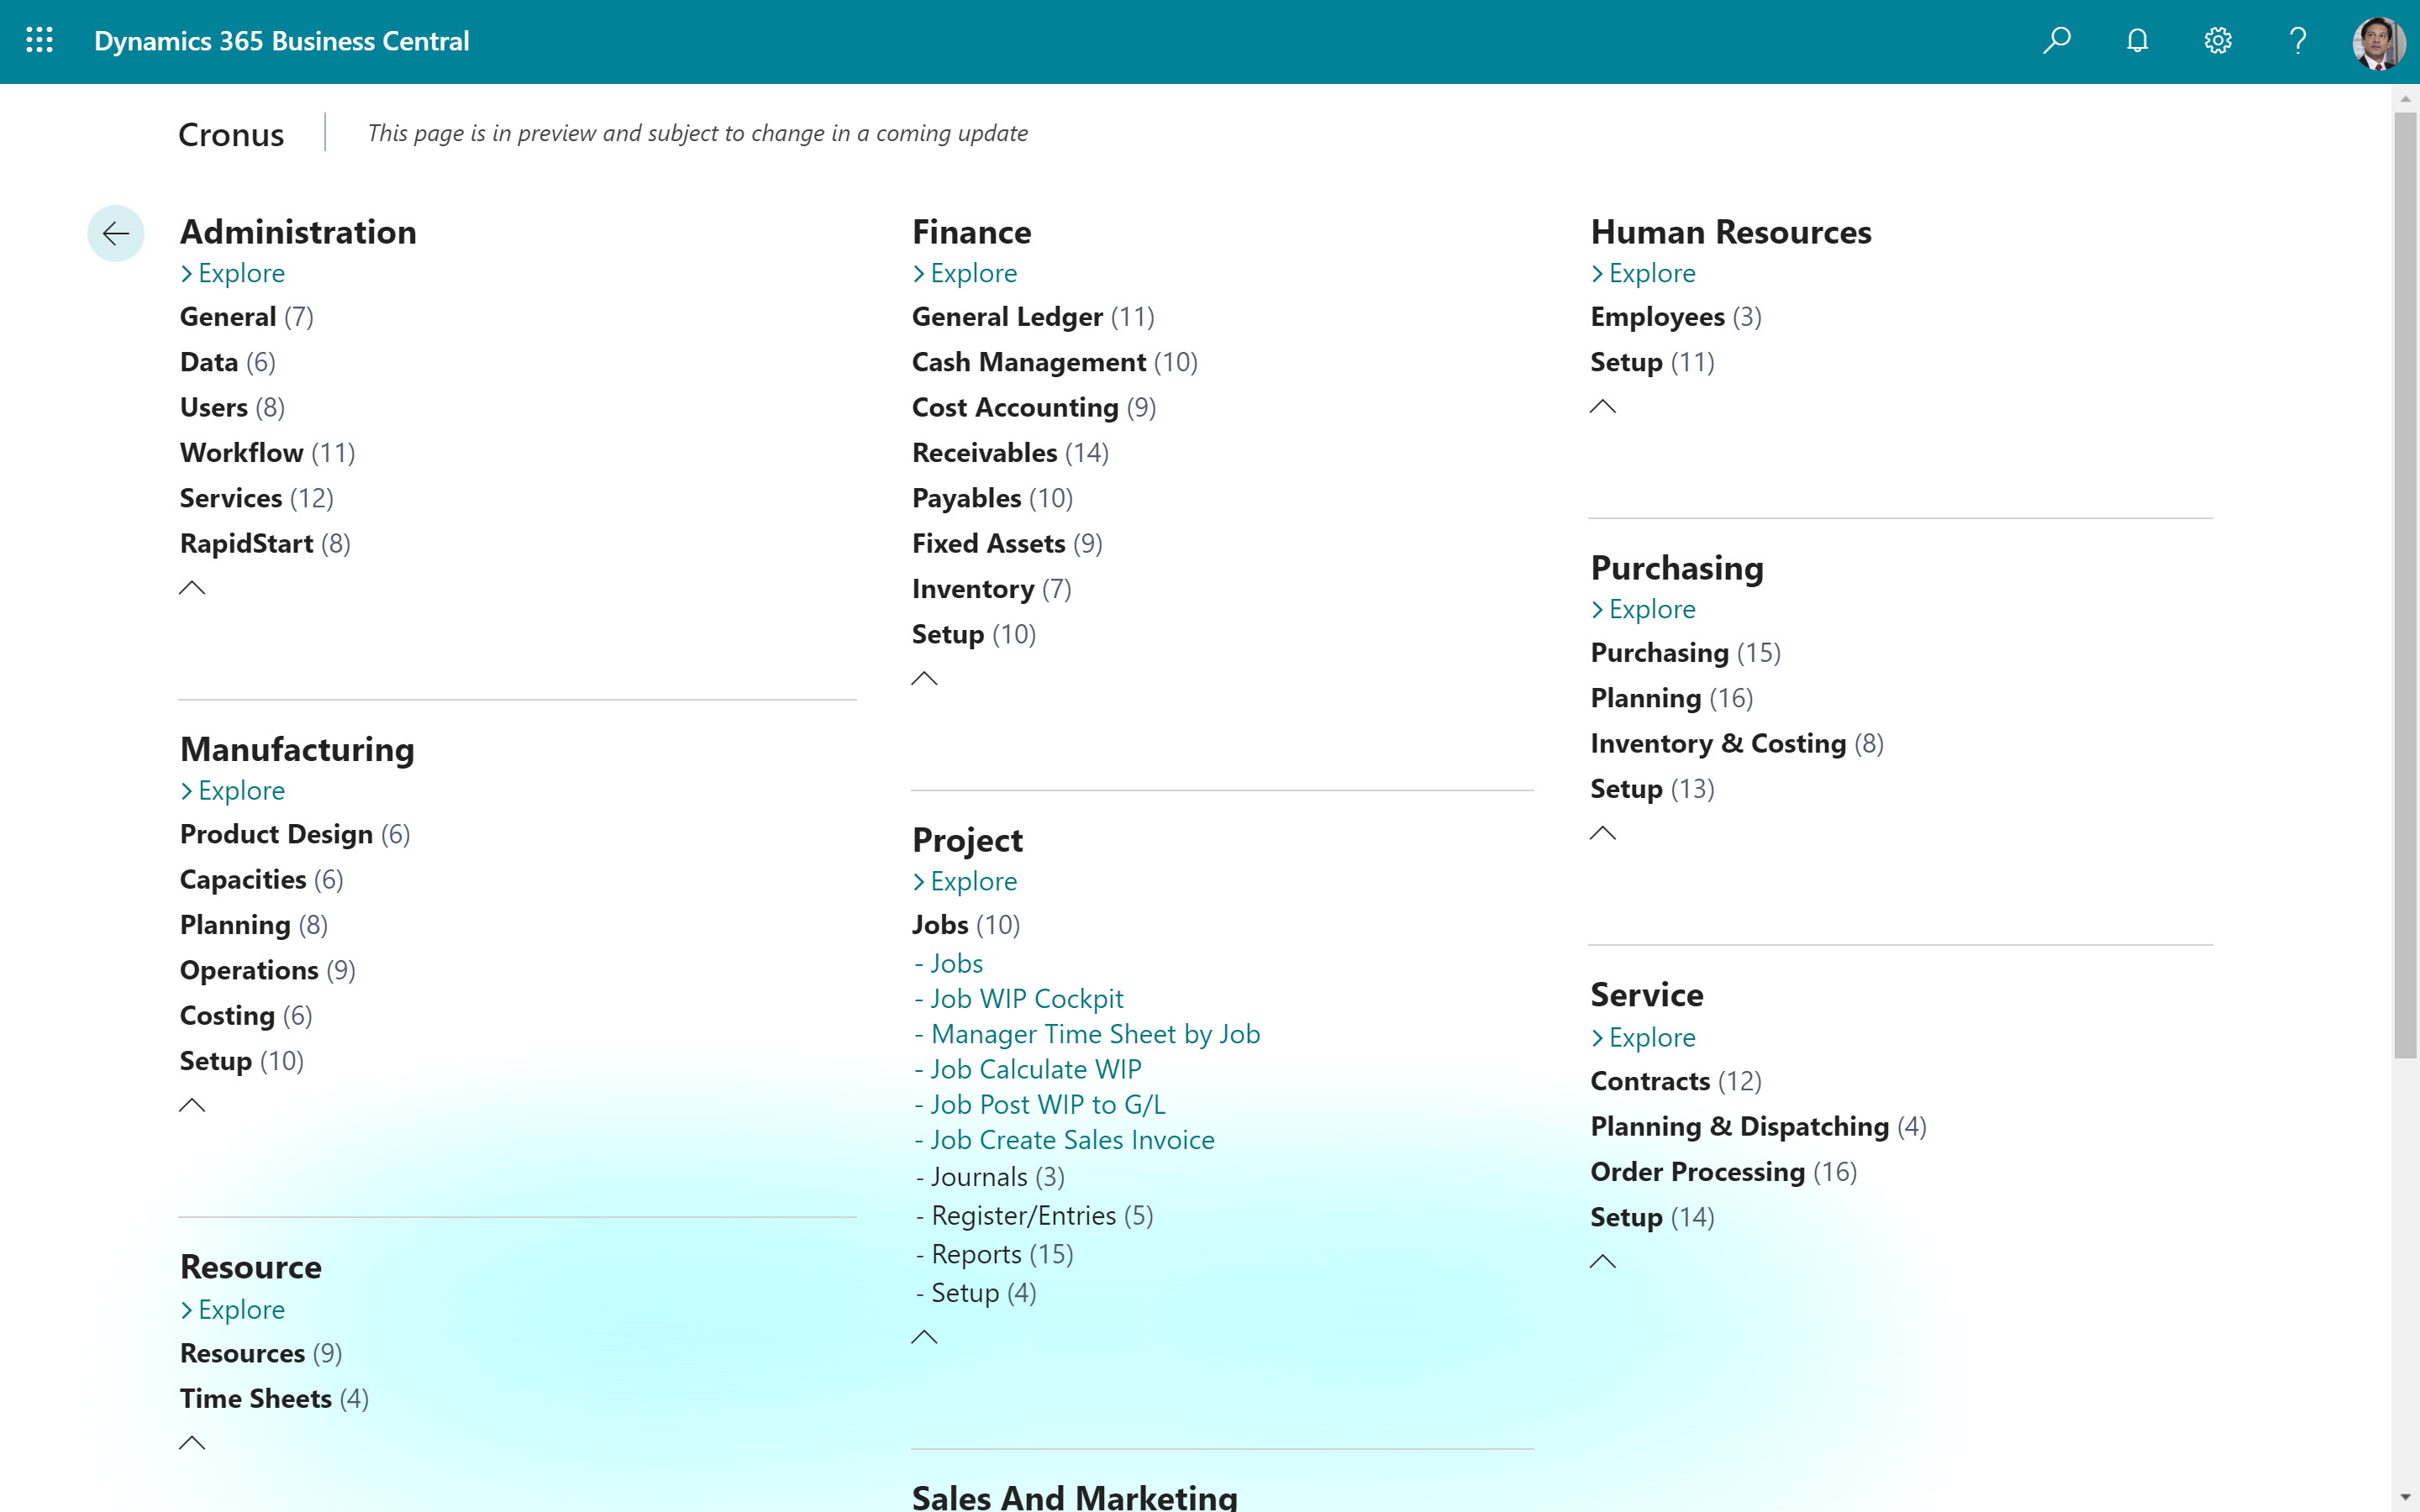 Dynamics 365 Business Central
?
Cronus
This page is in preview and subject to change in a coming update
Administration
Explore
General (7)
Data (6)
Users (8)
Workflow (11)
Services (12)
RapidStart (8)
Manufacturing
Explore
Product Design (6)
Capacities (6)
Planning (8)
Operations (9)
Costing (6)
Setup (10)
Resource
Explore
Resources (9)
Time Sheets (4)
Finance
Explore
General Ledger (11)
Cash Management (10)
Cost Accounting (9)
Receivables (14)
Payables (10)
Fixed Assets (9)
Inventory (7)
Setup (10)
Project
Explore
Jobs (10)
- Jobs
- Job WIP Cockpit
- Manager Time Sheet by Job
- Job Calculate WIP
- Job Post WIP to G/L
- Job Create Sales Invoice
- Journals (3)
- Register/Entries (5)
- Reports (15)
- Setup (4)
Sales And Marketing
Human Resources
Explore
Employees (3)
Setup (11)
Purchasing
Explore
Purchasing (15)
Planning (16)
Inventory & Costing (8)
Setup (13)
Service
Explore
Contracts (12)
Planning & Dispatching (4)
Order Processing (16)
Setup (14)